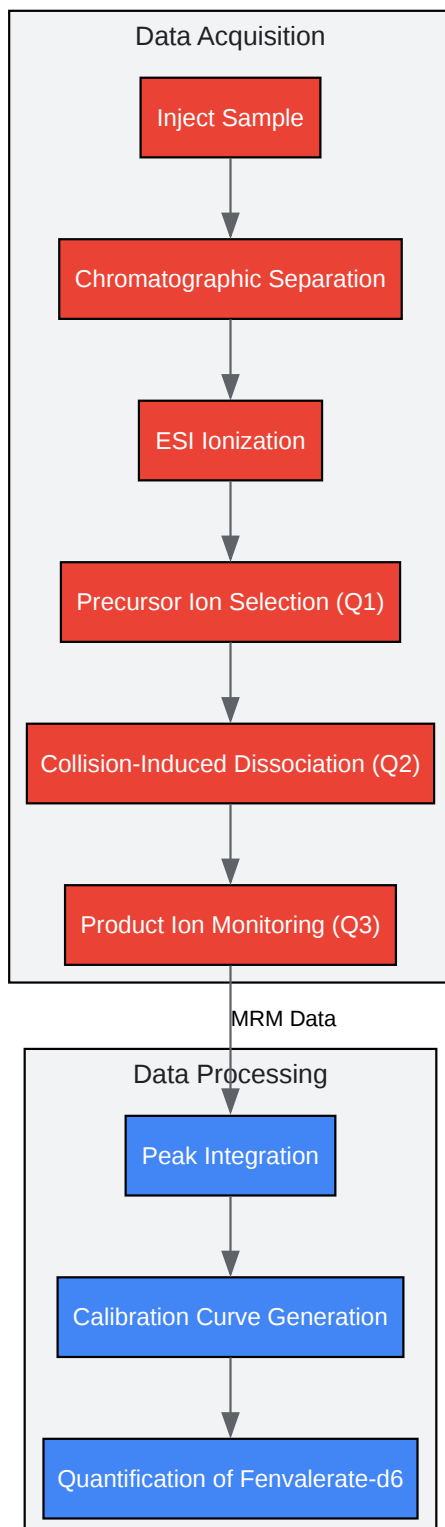 Data Acquisition
Inject Sample
Chromatographic Separation
ESI Ionization
Precursor Ion Selection (Q1)
Collision-Induced Dissociation (Q2)
Product Ion Monitoring (Q3)
MRM Data
Data Processing
Peak Integration
Calibration Curve Generation
Quantification of Fenvalerate-d6